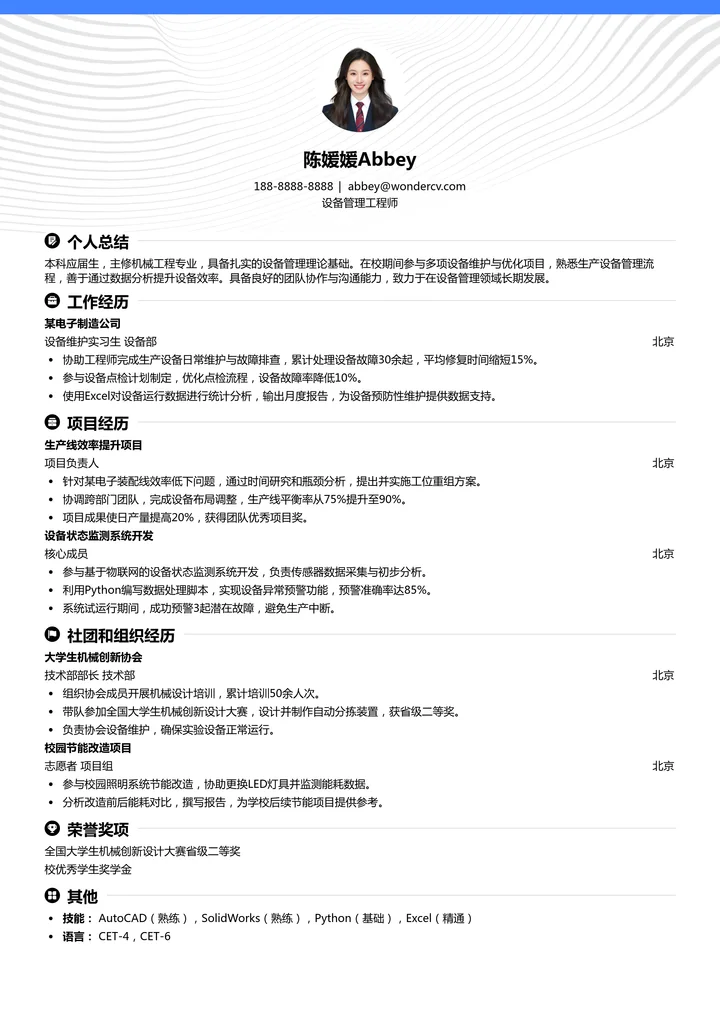 陈媛媛Abbey
188-8888-8888 | abbey@wondercv.com
设备管理工程师
个人总结
本科应届生，主修机械工程专业，具备扎实的设备管理理论基础。在校期间参与多项设备维护与优化项目，熟悉生产设备管理流
程，善于通过数据分析提升设备效率。具备良好的团队协作与沟通能力，致力于在设备管理领域长期发展。
工作经历
某电子制造公司
设备维护实习生 设备部 北京
• 协助工程师完成生产设备日常维护与故障排查，累计处理设备故障30余起，平均修复时间缩短15%。
• 参与设备点检计划制定，优化点检流程，设备故障率降低10%。
• 使用Excel对设备运行数据进行统计分析，输出月度报告，为设备预防性维护提供数据支持。
项目经历
生产线效率提升项目
项目负责人 北京
• 针对某电子装配线效率低下问题，通过时间研究和瓶颈分析，提出并实施工位重组方案。
• 协调跨部门团队，完成设备布局调整，生产线平衡率从75%提升至90%。
• 项目成果使日产量提高20%，获得团队优秀项目奖。
设备状态监测系统开发
核心成员 北京
• 参与基于物联网的设备状态监测系统开发，负责传感器数据采集与初步分析。
• 利用Python编写数据处理脚本，实现设备异常预警功能，预警准确率达85%。
• 系统试运行期间，成功预警3起潜在故障，避免生产中断。
社团和组织经历
大学生机械创新协会
技术部部长 技术部 北京
• 组织协会成员开展机械设计培训，累计培训50余人次。
• 带队参加全国大学生机械创新设计大赛，设计并制作自动分拣装置，获省级二等奖。
• 负责协会设备维护，确保实验设备正常运行。
校园节能改造项目
志愿者 项目组 北京
• 参与校园照明系统节能改造，协助更换LED灯具并监测能耗数据。
• 分析改造前后能耗对比，撰写报告，为学校后续节能项目提供参考。
荣誉奖项
全国大学生机械创新设计大赛省级二等奖
校优秀学生奖学金
其他
• 技能： AutoCAD（熟练），SolidWorks（熟练），Python（基础），Excel（精通）
• 语言： CET-4，CET-6